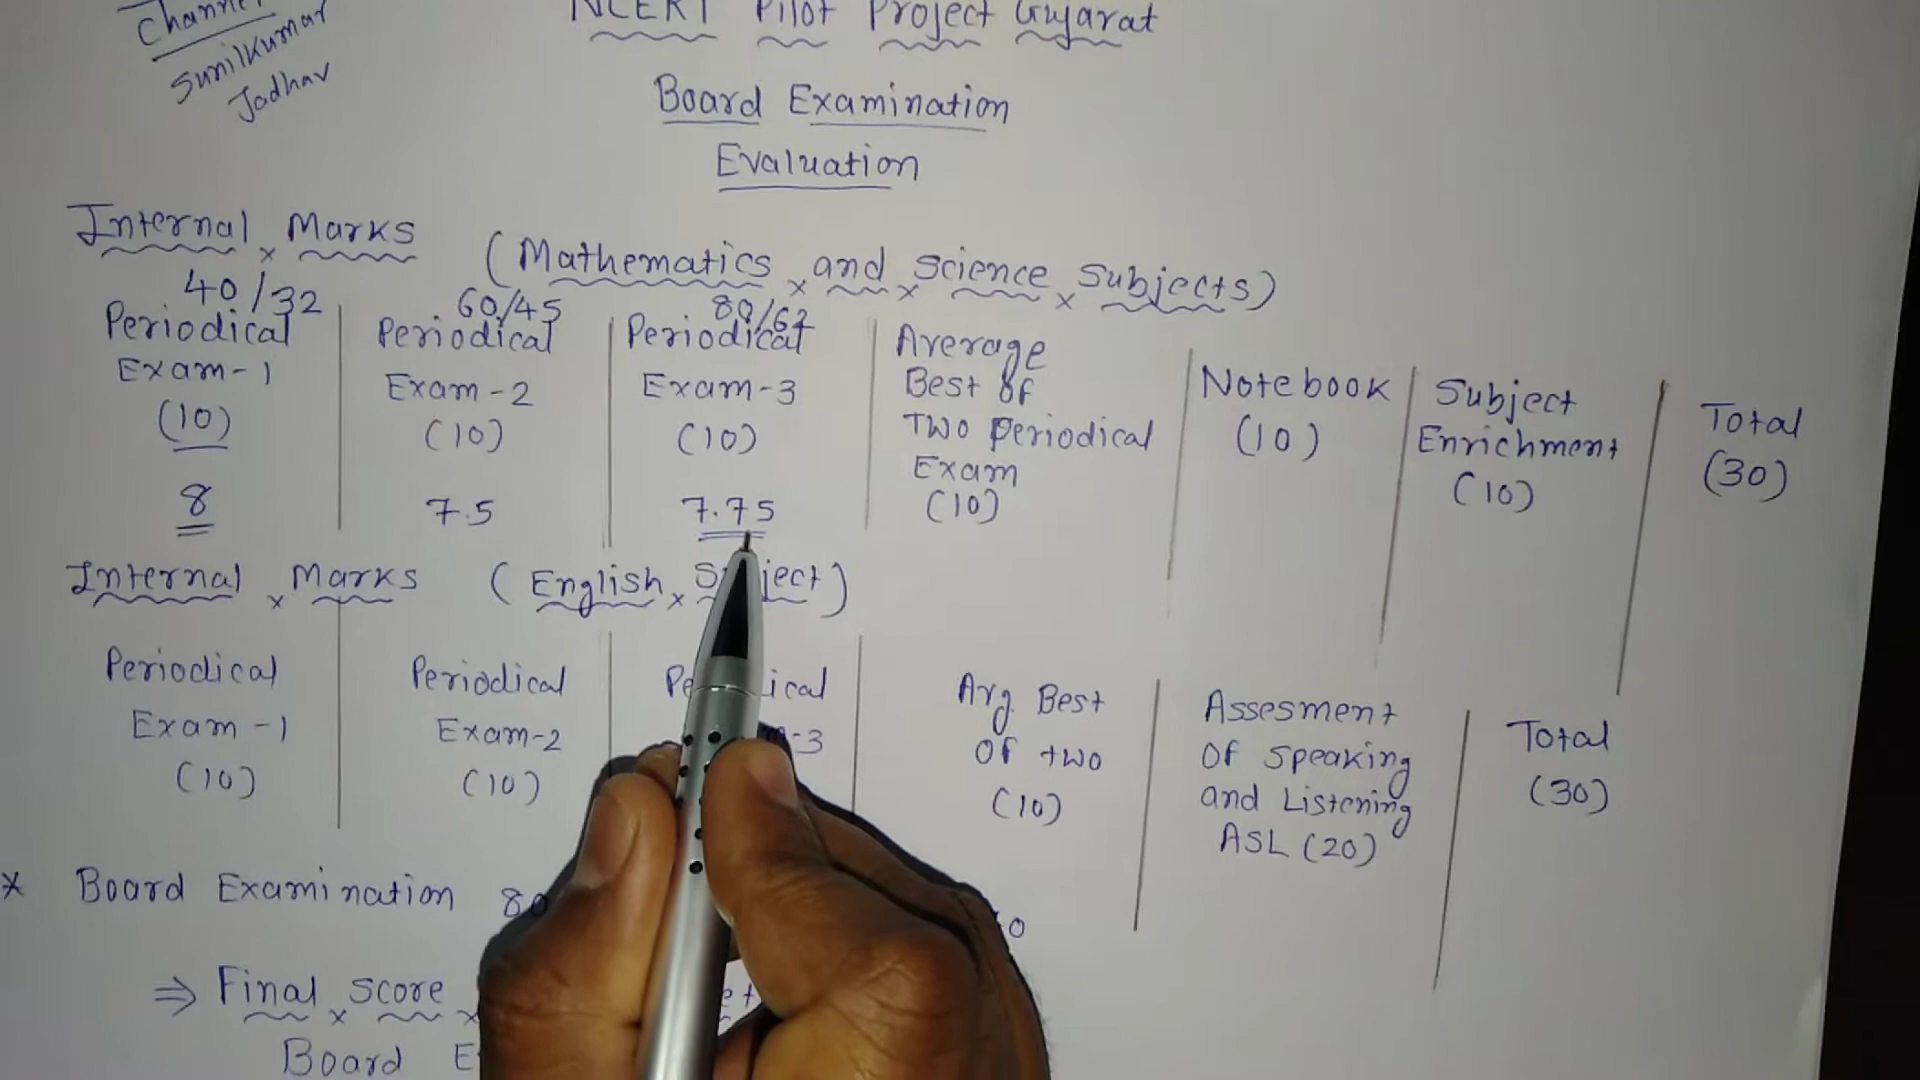 Channel
Sunilkumar
Jadhav
NCERT Pilot Project Gujarat
Board Examination
Evaluation
Internal x Marks (Mathematics x and x Science x Subjects)
40/32
Periodical
Exam-1
(10)
8
60/45
Periodical
Exam-2
(10)
7.5
80/62
Periodical
Exam-3
(10)
7.75
Average
Best of
Two Periodical
Exam
(10)
Notebook
(10)
Subject
Enrichment
(10)
Total
(30)
Internal x Marks (English x Subject)
Periodical
Exam-1
(10)
Periodical
Exam-2
(10)
-3
Avg. Best
of two
(10)
Assesment
of speaking
and Listening
ASL (20)
Total
(30)
* Board Examination 80
⇒ Final x Score x
Board